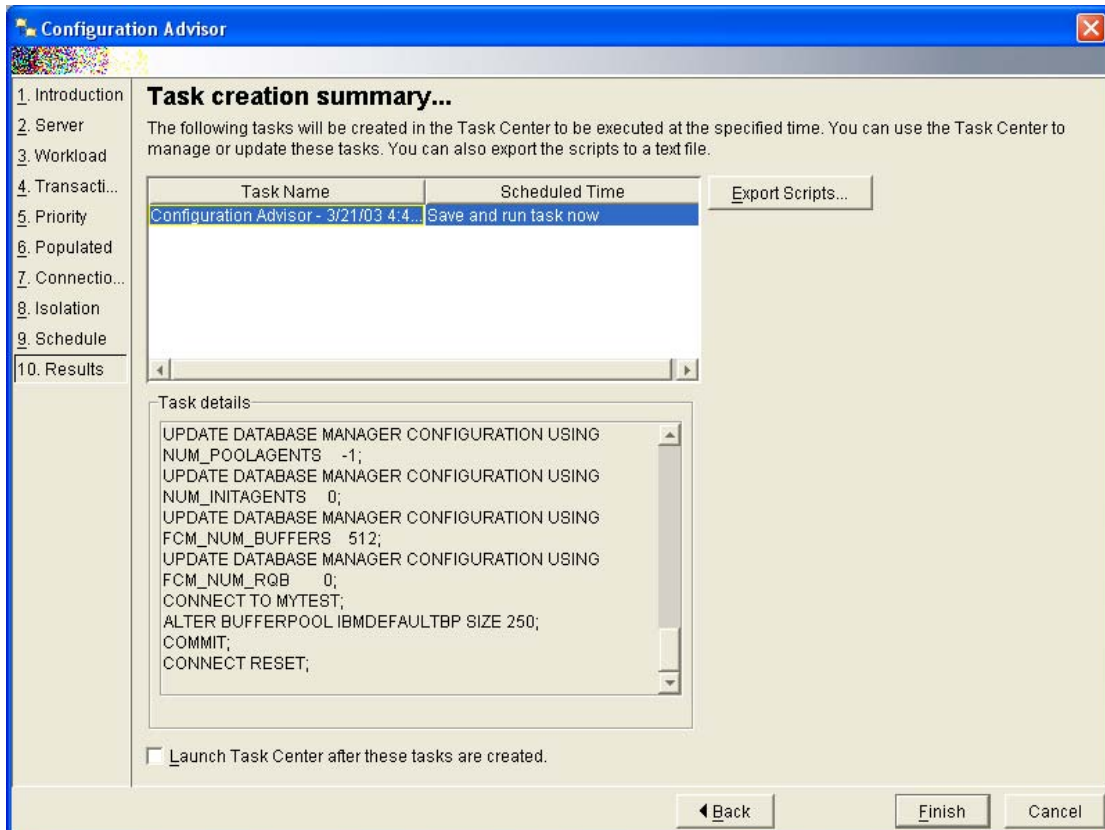 Configuration Advisor
1. Introduction
2. Server
3. Workload
4. Transacti...
5. Priority
6. Populated
7. Connectio...
8. Isolation
9. Schedule
10. Results
Task creation summary...
The following tasks will be created in the Task Center to be executed at the specified time. You can use the Task Center to
manage or update these tasks. You can also export the scripts to a text file.
Task Name Scheduled Time
Configuration Advisor - 3/21/03 4:4... Save and run task now
Export Scripts...
Task details
UPDATE DATABASE MANAGER CONFIGURATION USING
NUM_POOLAGENTS -1;
UPDATE DATABASE MANAGER CONFIGURATION USING
NUM_INITAGENTS 0;
UPDATE DATABASE MANAGER CONFIGURATION USING
FCM_NUM_BUFFERS 512;
UPDATE DATABASE MANAGER CONFIGURATION USING
FCM_NUM_RQB 0;
CONNECT TO MYTEST;
ALTER BUFFERPOOL IBMDEFAULTBP SIZE 250;
COMMIT;
CONNECT RESET;
Launch Task Center after these tasks are created.
Back Finish Cancel